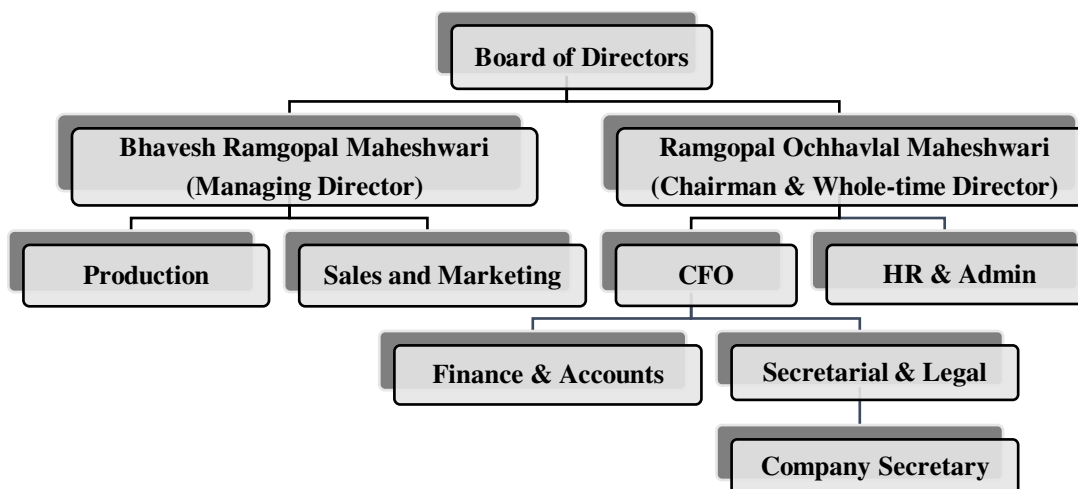 Board of Directors
Bhavesh Ramgopal Maheshwari
(Managing Director)
Ramgopal Ochhavlal Maheshwari
(Chairman & Whole-time Director)
Production
Sales and Marketing
CFO
HR & Admin
Finance & Accounts
Secretarial & Legal
Company Secretary